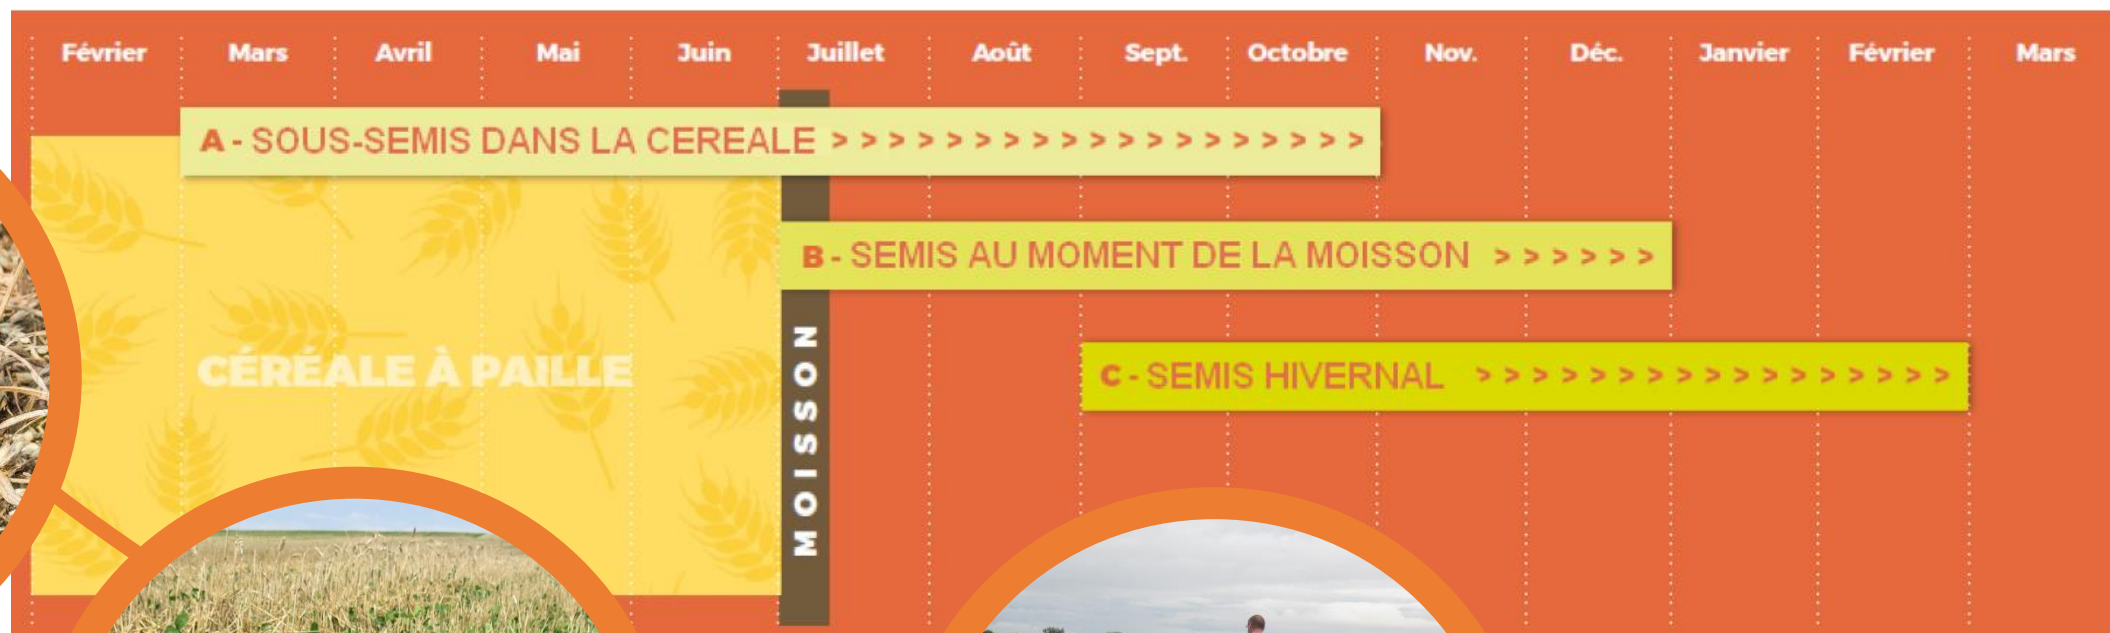 Février Mars Avril Mai Juin Juillet Août Sept. Octobre Nov. Déc. Janvier Février Mars
A - SOUS-SEMIS DANS LA CEREALE > > > > > > > > > > > > > > > > > > >
B - SEMIS AU MOMENT DE LA MOISSON > > > > > >
C - SEMIS HIVERNAL > > > > > > > > > > > > > > > > >
CÉRÉALE À PAILLE
MOISSON